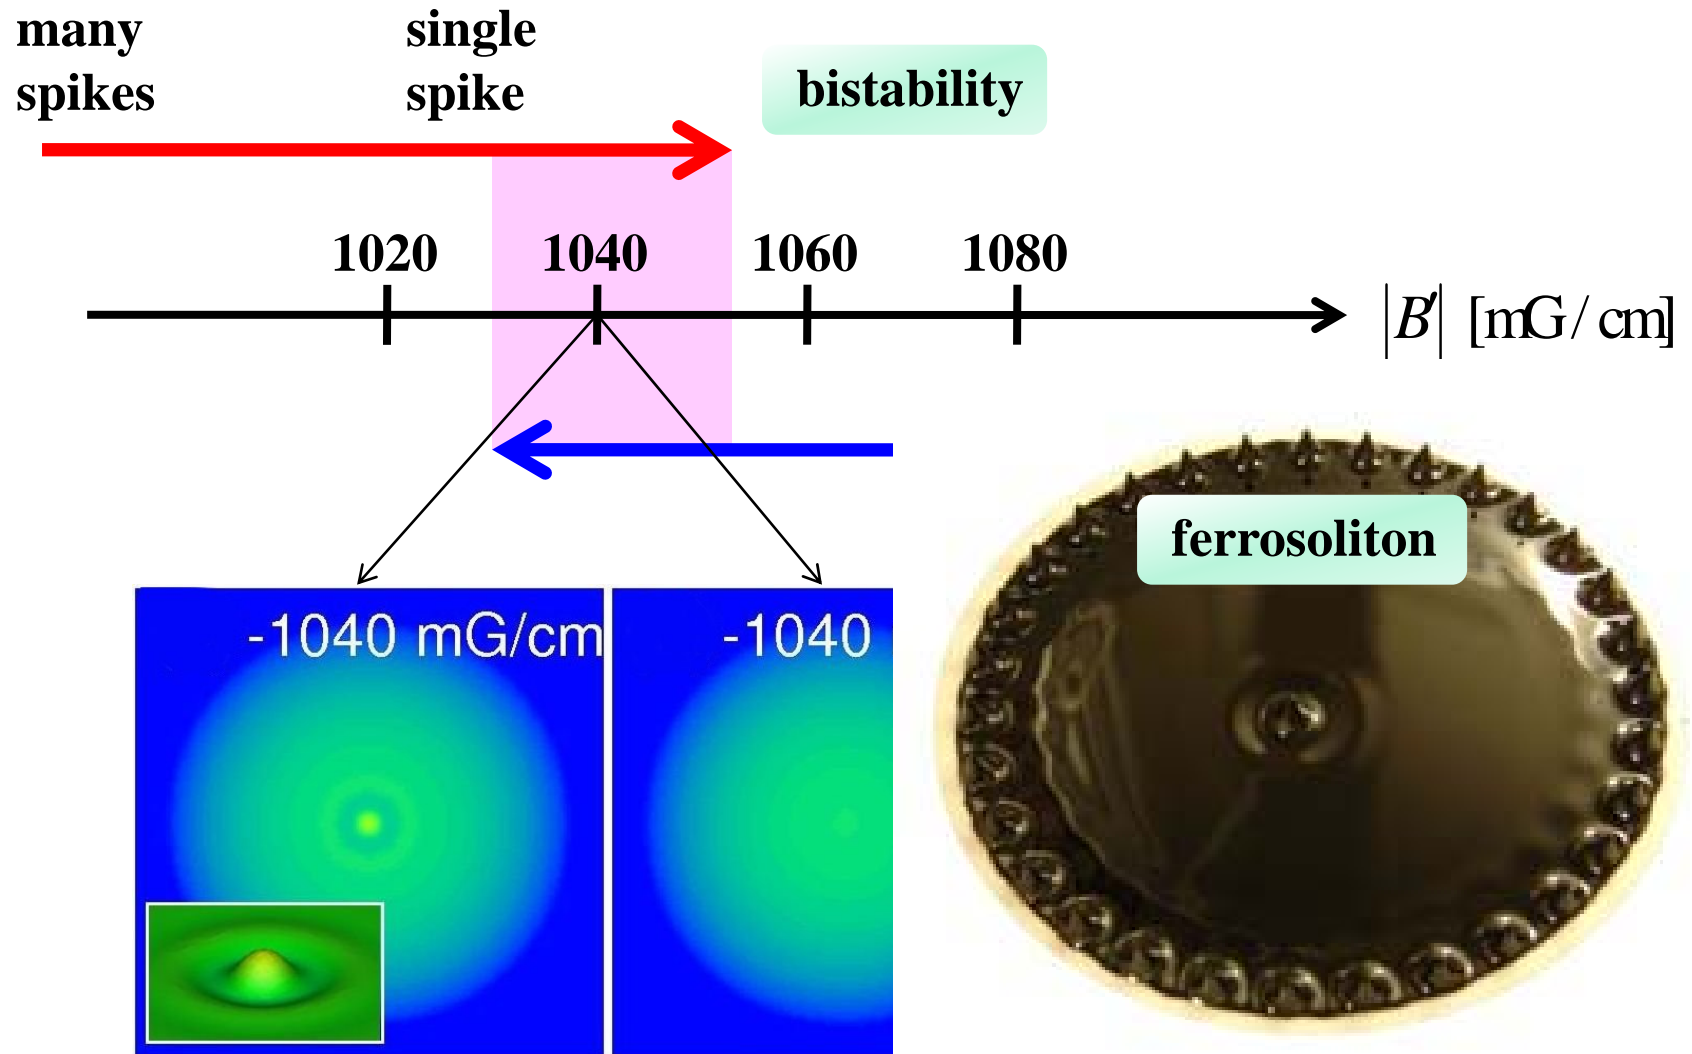 many
spikes
single
spike
bistability
1020
1040
1060
1080
|B'| [mG/cm]
ferrosoliton
-1040 mG/cm
-1040